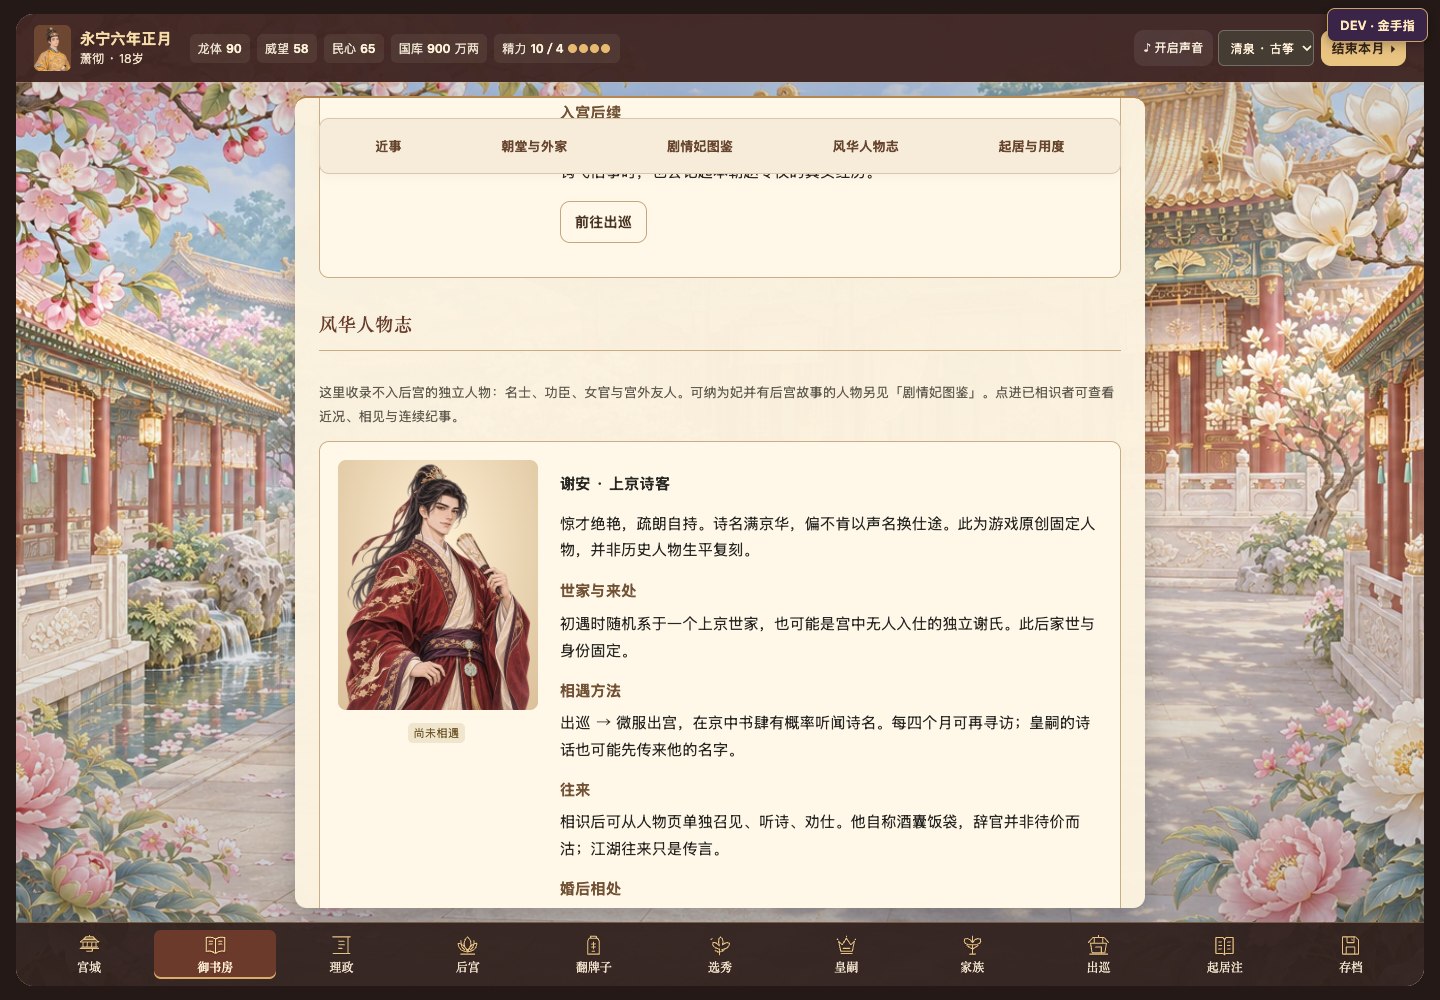 永宁六年正月
萧彻 · 18岁
龙体 90
威望 58
民心 65
国库 900 万两
精力 10 / 4
♪ 开启声音
清泉 · 古筝
结束本月
DEV · 金手指
入宫后续
近事
朝堂与外家
剧情妃图鉴
风华人物志
起居与用度
前往出巡
风华人物志
这里收录不入后宫的独立人物：名士、功臣、女官与宫外友人。可纳为妃并有后宫故事的人物另见「剧情妃图鉴」。点进已相识者可查看
近况、相见与连续纪事。
谢安 · 上京诗客
惊才绝艳，疏朗自持。诗名满京华，偏不肯以声名换仕途。此为游戏原创固定人
物，并非历史人物生平复刻。
世家与来处
初遇时随机系于一个上京世家，也可能是宫中无人入仕的独立谢氏。此后家世与
身份固定。
相遇方法
出巡 → 微服出宫，在京中书肆有概率听闻诗名。每四个月可再寻访；皇嗣的诗
话也可能先传来他的名字。
尚未相遇
往来
相识后可从人物页单独召见、听诗、劝仕。他自称酒囊饭袋，辞官并非待价而
沽；江湖往来只是传言。
婚后相处
宫城
御书房
理政
后宫
翻牌子
选秀
皇嗣
家族
出巡
起居注
存档